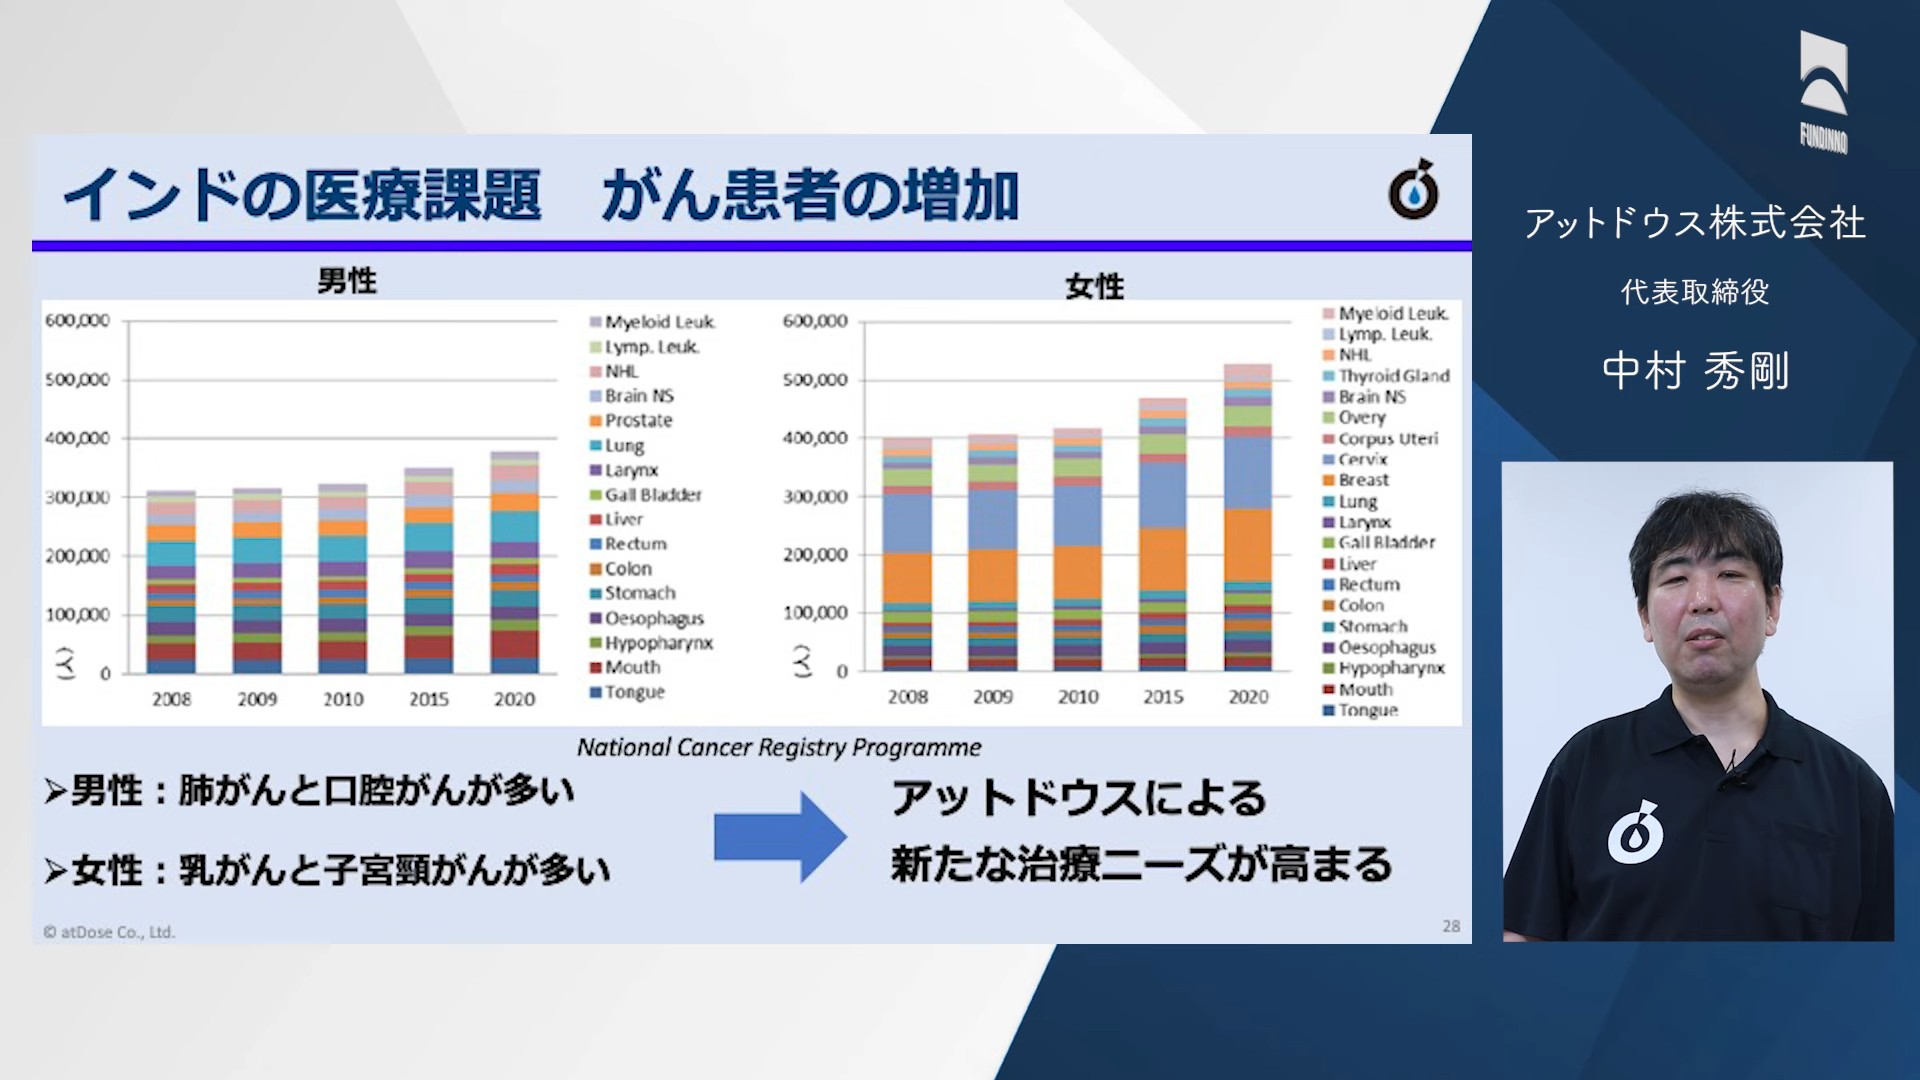 インドの医療課題　がん患者の増加
男性
600,000
500,000
400,000
300,000
200,000
100,000
0
(人)
2008 2009 2010 2015 2020
Myeloid Leuk.
Lymp. Leuk.
NHL
Brain NS
Prostate
Lung
Larynx
Gall Bladder
Liver
Rectum
Colon
Stomach
Oesophagus
Hypopharynx
Mouth
Tongue
女性
600,000
500,000
400,000
300,000
200,000
100,000
0
(人)
2008 2009 2010 2015 2020
Myeloid Leuk.
Lymp. Leuk.
NHL
Thyroid Gland
Brain NS
Overy
Corpus Uteri
Cervix
Breast
Lung
Larynx
Gall Bladder
Liver
Rectum
Colon
Stomach
Oesophagus
Hypopharynx
Mouth
Tongue
National Cancer Registry Programme
➢男性：肺がんと口腔がんが多い
➢女性：乳がんと子宮頸がんが多い
アットドウスによる
新たな治療ニーズが高まる
© atDose Co., Ltd.
28
FUNDINNO
アットドウス株式会社
代表取締役
中村 秀剛